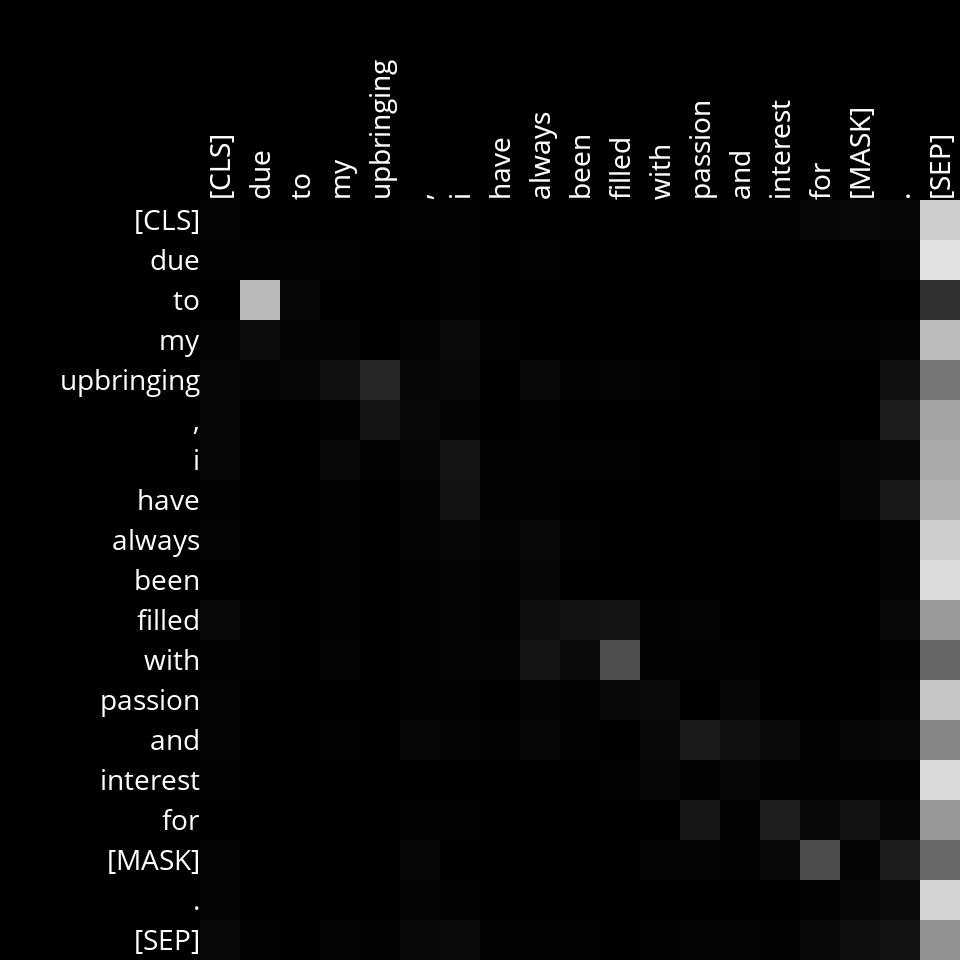 [CLS] due to my upbringing , i have always been filled with passion and interest for [MASK] . [SEP]
[CLS]
due
to
my
upbringing
,
i
have
always
been
filled
with
passion
and
interest
for
[MASK]
.
[SEP]